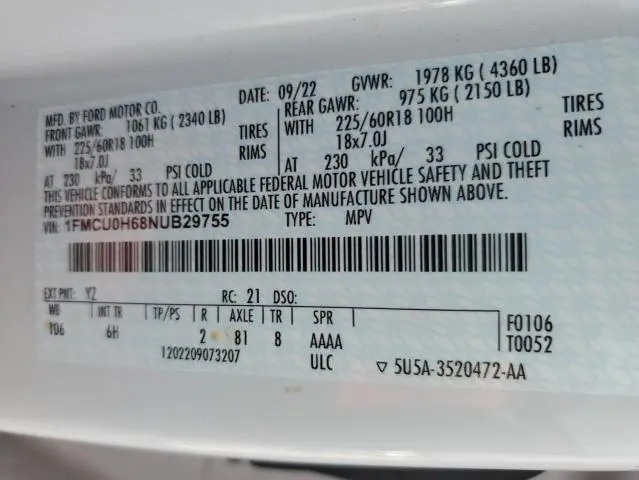 MFD. BY FORD MOTOR CO.
DATE: 09/22 GVWR: 1978 KG ( 4360 LB)
FRONT GAWR: 1061 KG ( 2340 LB) REAR GAWR: 975 KG ( 2150 LB)
WITH 225/60R18 100H TIRES WITH 225/60R18 100H TIRES
18x7.0J RIMS 18x7.0J RIMS
AT 230 kPa/ 33 PSI COLD AT 230 kPa/ 33 PSI COLD
THIS VEHICLE CONFORMS TO ALL APPLICABLE FEDERAL MOTOR VEHICLE SAFETY AND THEFT
PREVENTION STANDARDS IN EFFECT ON THE DATE OF MANUFACTURE SHOWN ABOVE.
VIN: 1FMCU0H68NUB29755 TYPE: MPV
EXT PNT: YZ RC: 21 DSO:
WB INT TR TP/PS R AXLE TR SPR
106 6H 2 81 8 AAAA
F0106
T0052
1202209073207 ULC ▽ 5U5A-3520472-AA